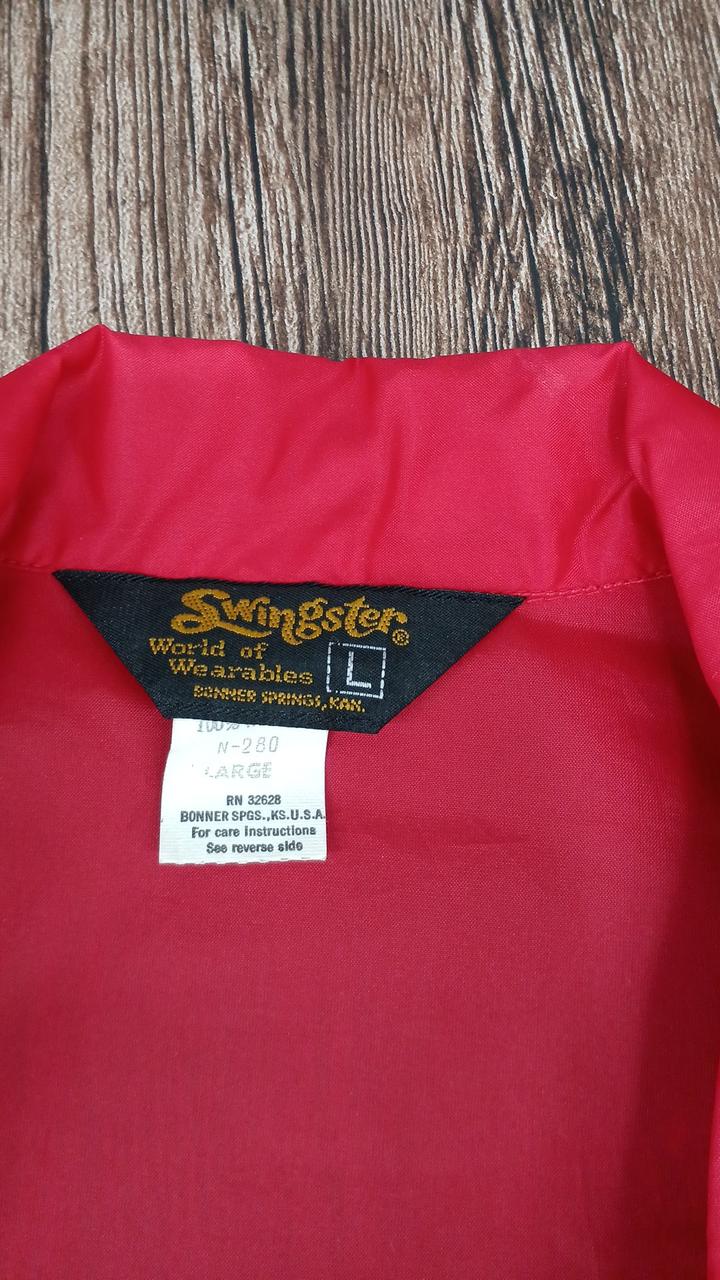 Swingster®
World of
Wearables
L
BONNER SPRINGS, KAN.
100%
N-280
LARGE
RN 32628
BONNER SPGS.,KS.U.S.A.
For care instructions
See reverse side